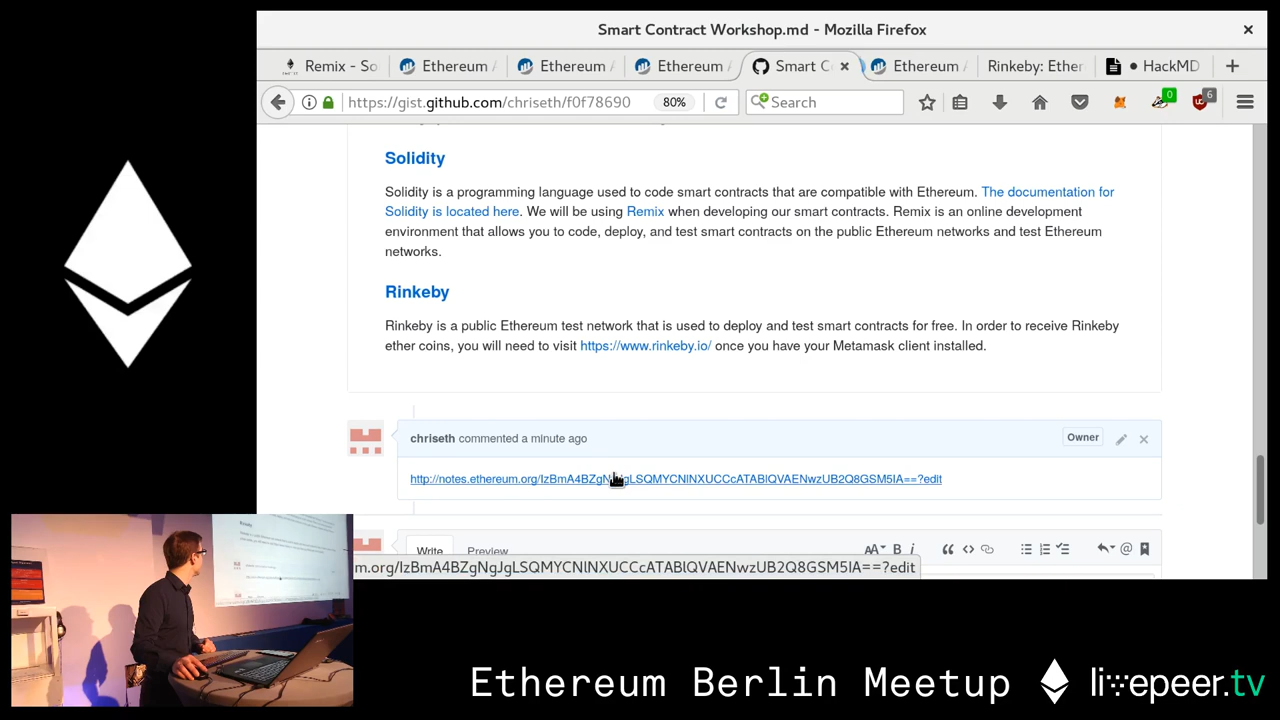 Smart Contract Workshop.md - Mozilla Firefox
Remix - So
Ethereum
Ethereum
Ethereum
Smart C
Ethereum
Rinkeby: Ether
HackMD
https://gist.github.com/chriseth/f0f78690
80%
Search
0
6
Solidity
Solidity is a programming language used to code smart contracts that are compatible with Ethereum. The documentation for
Solidity is located here. We will be using Remix when developing our smart contracts. Remix is an online development
environment that allows you to code, deploy, and test smart contracts on the public Ethereum networks and test Ethereum
networks.
Rinkeby
Rinkeby is a public Ethereum test network that is used to deploy and test smart contracts for free. In order to receive Rinkeby
ether coins, you will need to visit https://www.rinkeby.io/ once you have your Metamask client installed.
chriseth commented a minute ago
Owner
Write
Preview
m.org/IzBmA4BZgNgJgLSQMYCNINXUCCcATABlQVAENwzUB2Q8GSM5IA==?edit
Ethereum Berlin Meetup
livepeer.tv